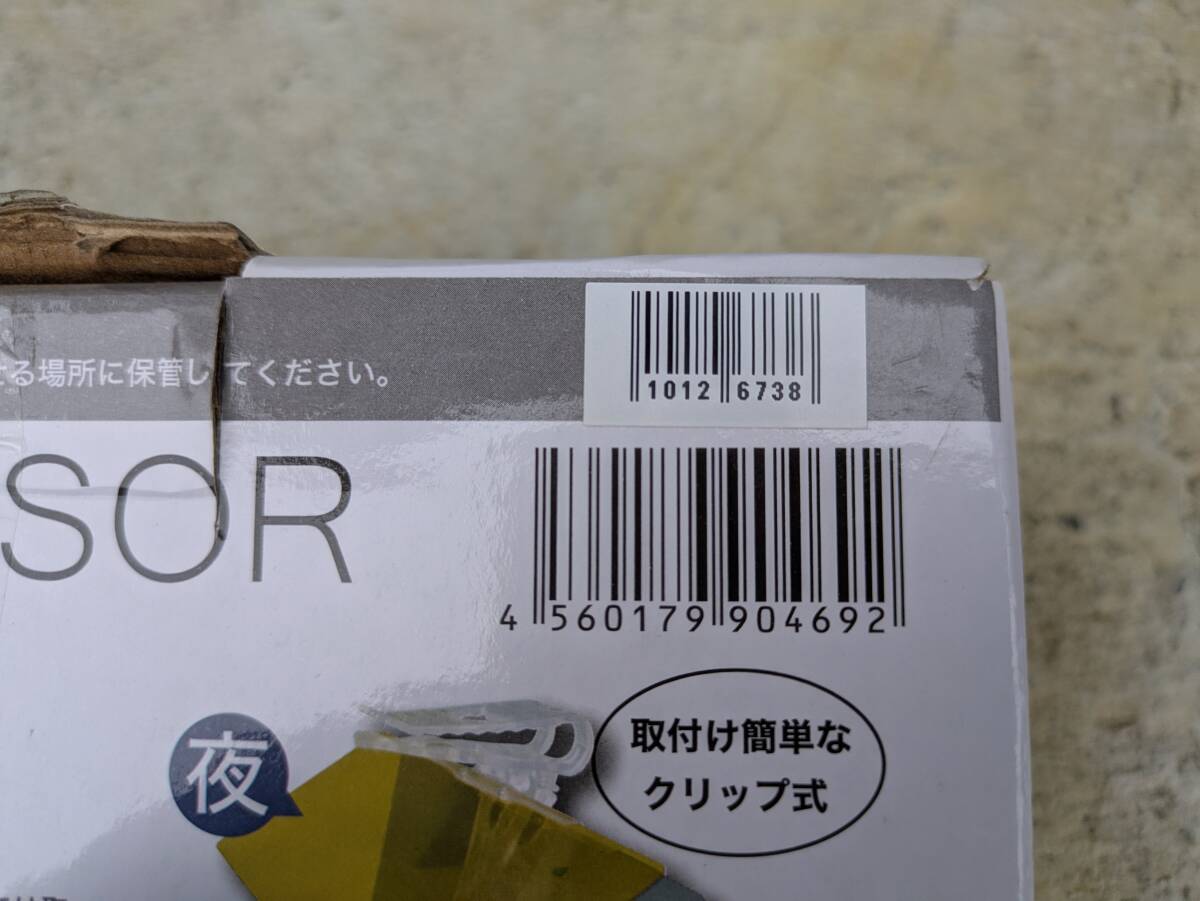 1012 6738
る場所に保管してください。
SOR
4 560179 904692
取付け簡単な
クリップ式
夜